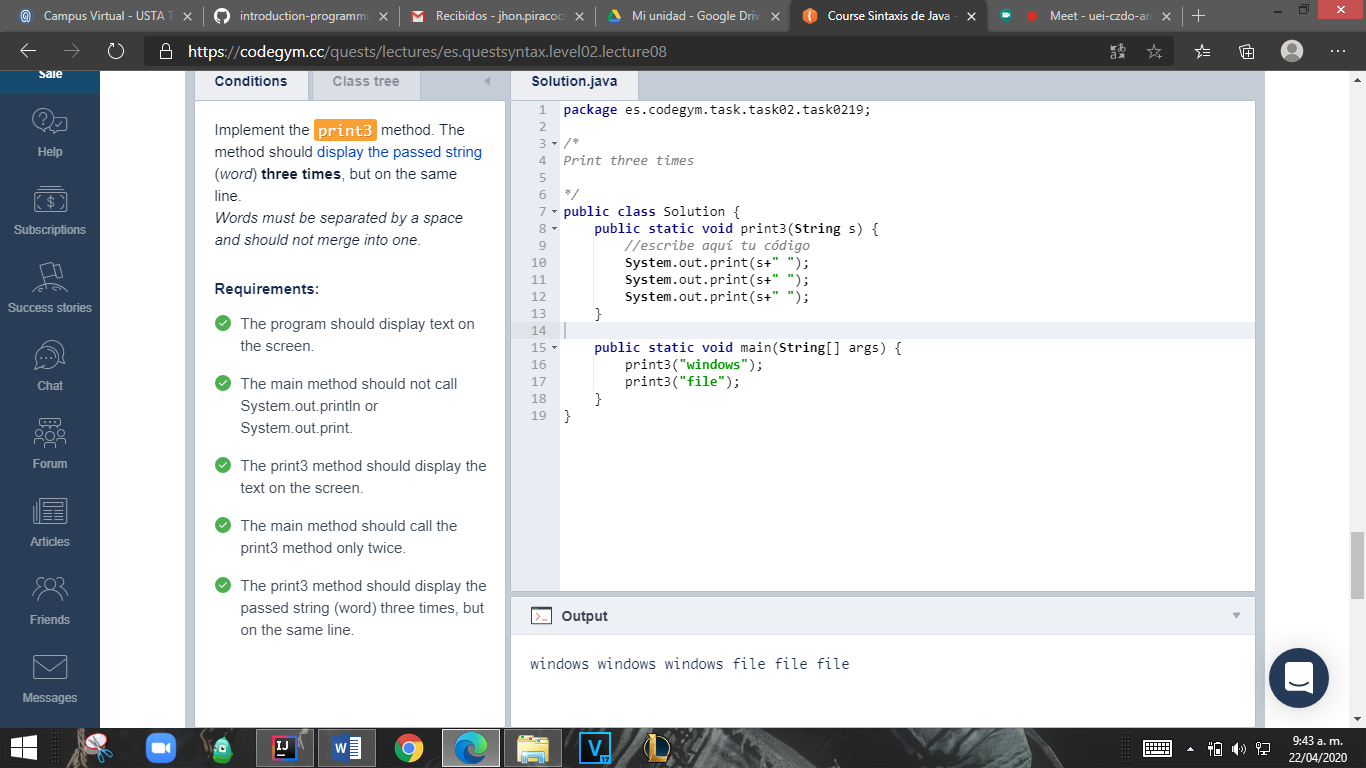 Campus Virtual - USTA T
introduction-programmi
Recibidos - jhon.piracoca
Mi unidad - Google Driv
Course Sintaxis de Java -
Meet - uei-czdo-an
https://codegym.cc/quests/lectures/es.questsyntax.level02.lecture08
Sale
Help
Subscriptions
Success stories
Chat
Forum
Articles
Friends
Messages
Conditions
Class tree
Implement the print3 method. The
method should display the passed string
(word) three times, but on the same
line.
Words must be separated by a space
and should not merge into one.
Requirements:
The program should display text on
the screen.
The main method should not call
System.out.println or
System.out.print.
The print3 method should display the
text on the screen.
The main method should call the
print3 method only twice.
The print3 method should display the
passed string (word) three times, but
on the same line.
Solution.java
1 package es.codegym.task.task02.task0219;
2
3 /*
4 Print three times
5
6 */
7 public class Solution {
8 public static void print3(String s) {
9 //escribe aquí tu código
10 System.out.print(s+" ");
11 System.out.print(s+" ");
12 System.out.print(s+" ");
13 }
14
15 public static void main(String[] args) {
16 print3("windows");
17 print3("file");
18 }
19 }
Output
windows windows windows file file file
9:43 a. m.
22/04/2020